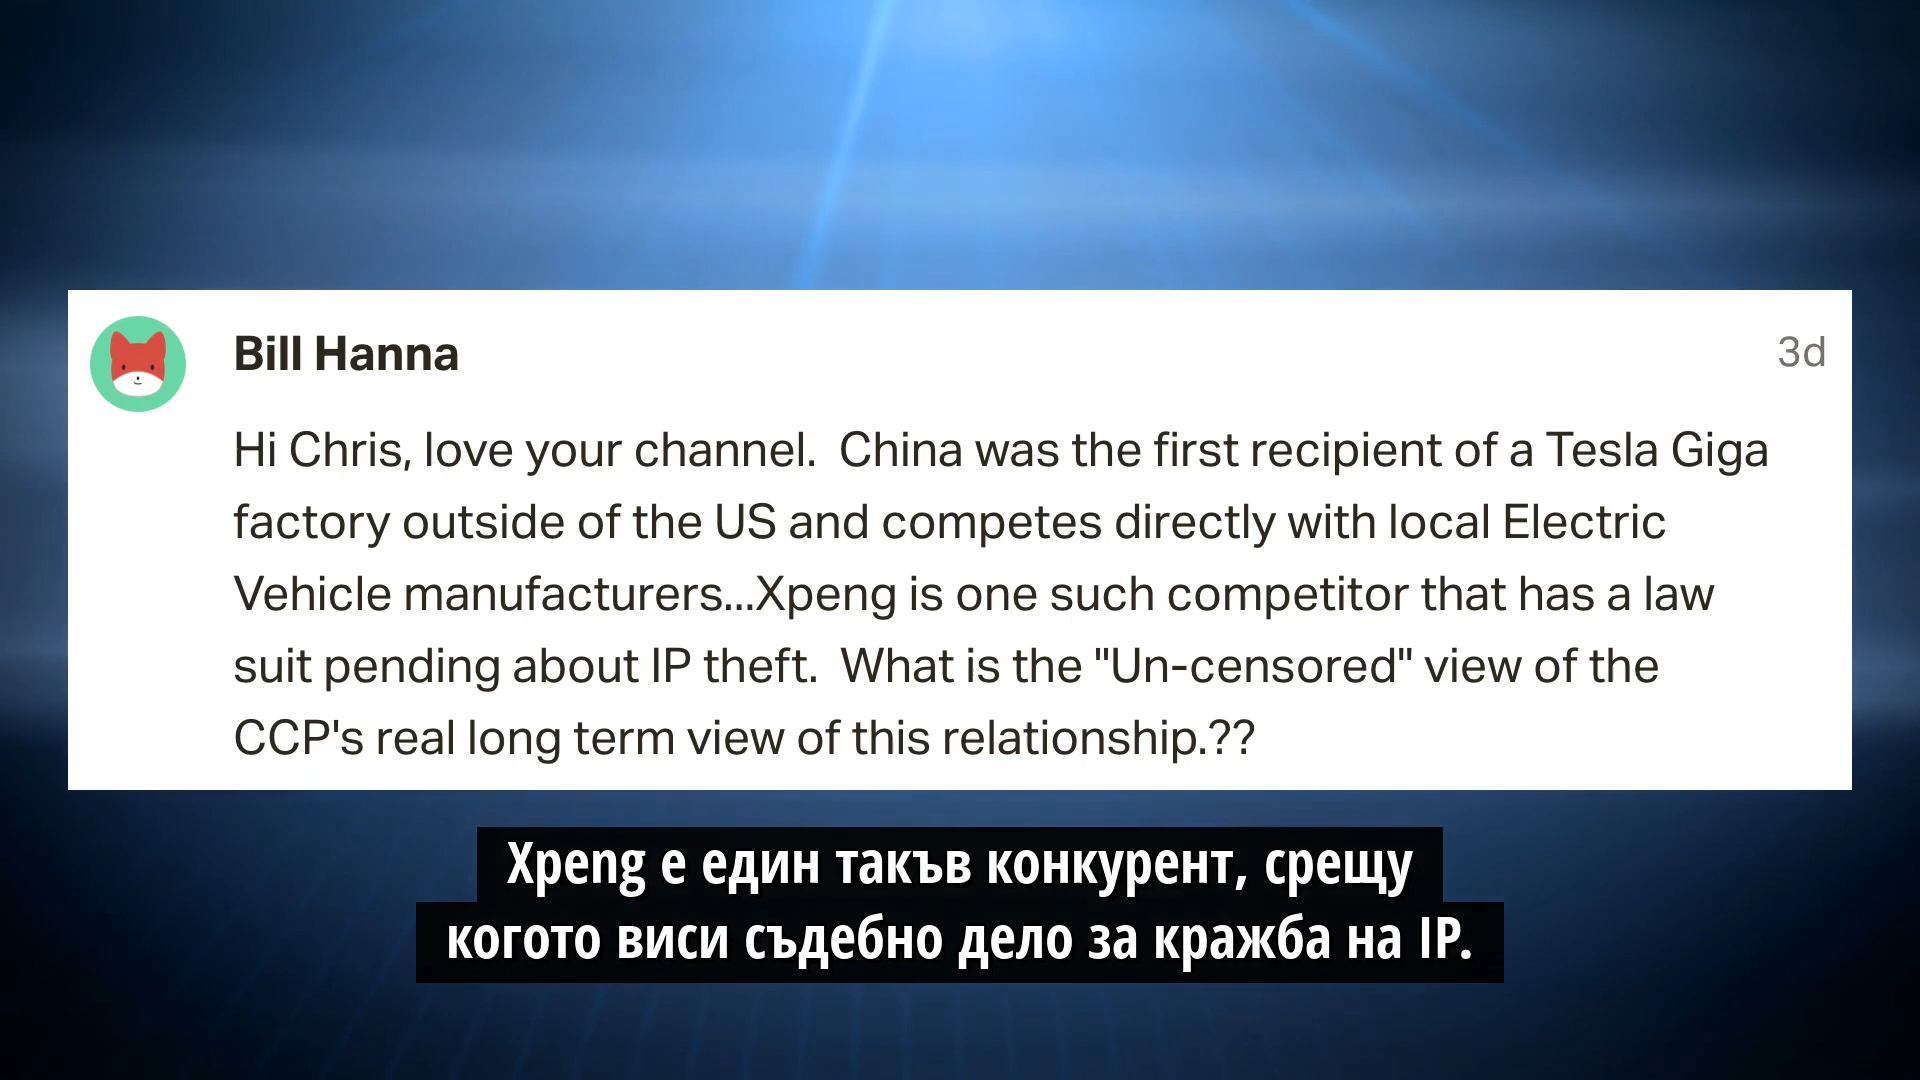 Bill Hanna
3d
Hi Chris, love your channel.  China was the first recipient of a Tesla Giga
factory outside of the US and competes directly with local Electric
Vehicle manufacturers...Xpeng is one such competitor that has a law
suit pending about IP theft.  What is the "Un-censored" view of the
CCP's real long term view of this relationship.??
Xpeng е един такъв конкурент, срещу
когото виси съдебно дело за кражба на IP.